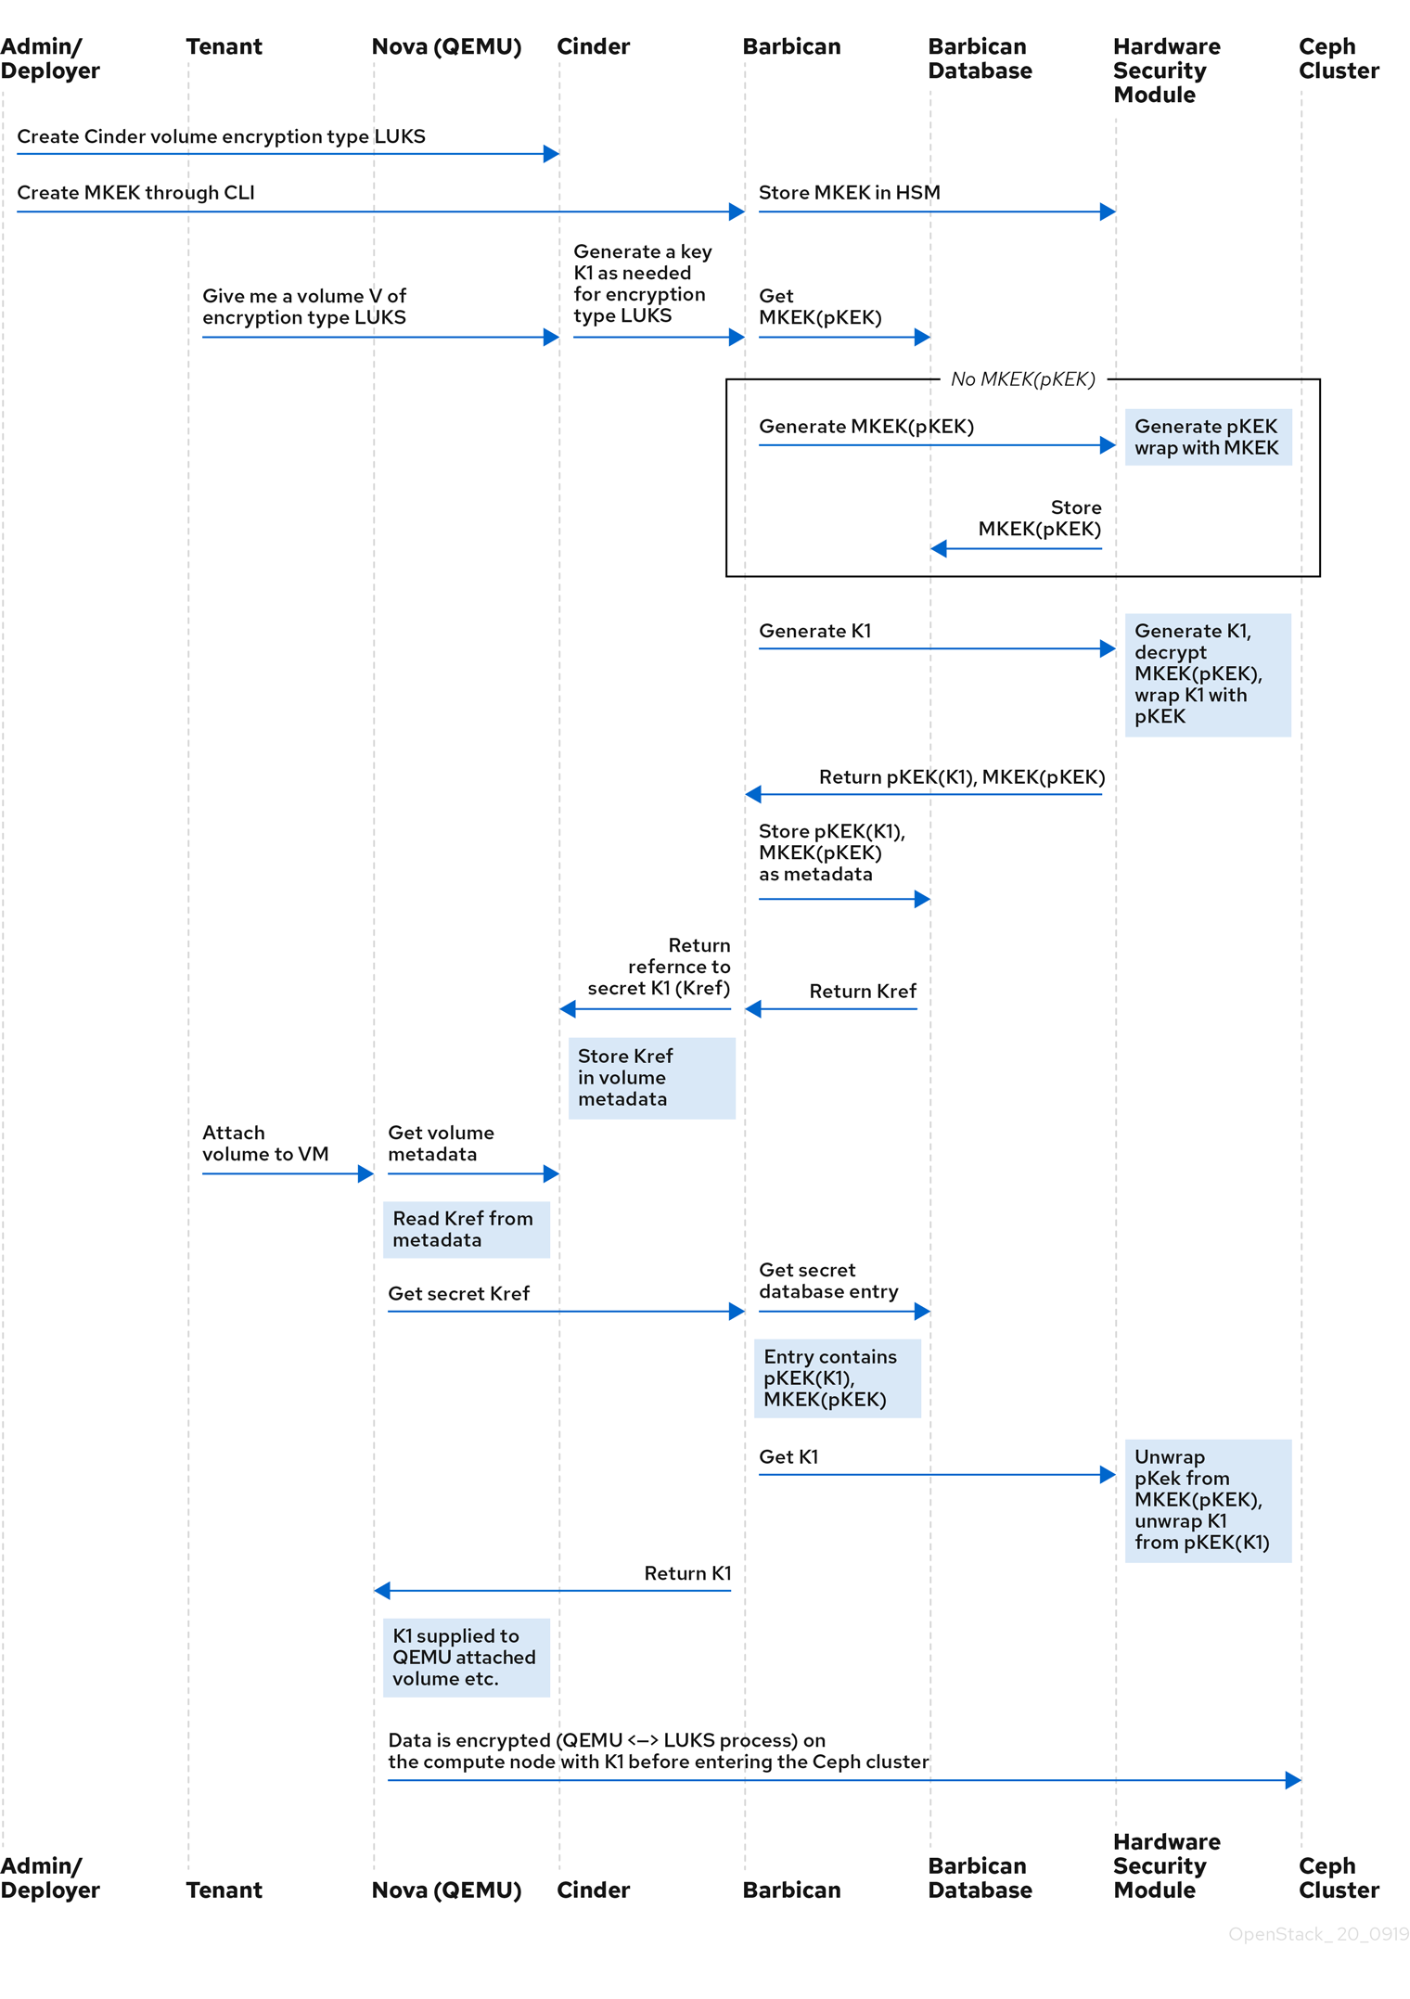 Admin/
Deployer
Tenant
Nova (QEMU)
Cinder
Barbican
Barbican
Database
Hardware
Security
Module
Ceph
Cluster
Create Cinder volume encryption type LUKS
Create MKEK through CLI
Store MKEK in HSM
Give me a volume V of
encryption type LUKS
Generate a key
K1 as needed
for encryption
type LUKS
Get
MKEK(pKEK)
No MKEK(pKEK)
Generate MKEK(pKEK)
Generate pKEK
wrap with MKEK
Store
MKEK(pKEK)
Generate K1
Generate K1,
decrypt
MKEK(pKEK),
wrap K1 with
pKEK
Return pKEK(K1), MKEK(pKEK)
Store pKEK(K1),
MKEK(pKEK)
as metadata
Return
refernce to
secret K1 (Kref)
Return Kref
Store Kref
in volume
metadata
Attach
volume to VM
Get volume
metadata
Read Kref from
metadata
Get secret Kref
Get secret
database entry
Entry contains
pKEK(K1),
MKEK(pKEK)
Get K1
Unwrap
pKek from
MKEK(pKEK),
unwrap K1
from pKEK(K1)
Return K1
K1 supplied to
QEMU attached
volume etc.
Data is encrypted (QEMU <—> LUKS process) on
the compute node with K1 before entering the Ceph cluster
Admin/
Deployer
Tenant
Nova (QEMU)
Cinder
Barbican
Barbican
Database
Hardware
Security
Module
Ceph
Cluster
OpenStack_20_0919